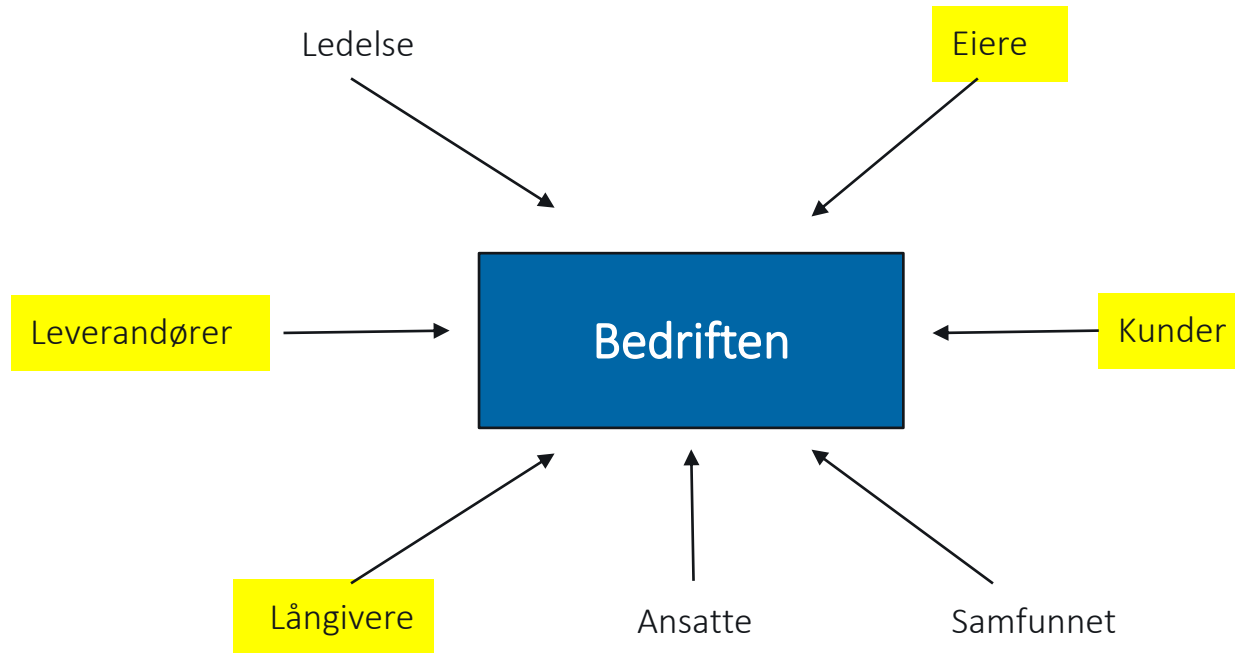 Ledelse
Eiere
Leverandører
Bedriften
Kunder
Långivere
Ansatte
Samfunnet